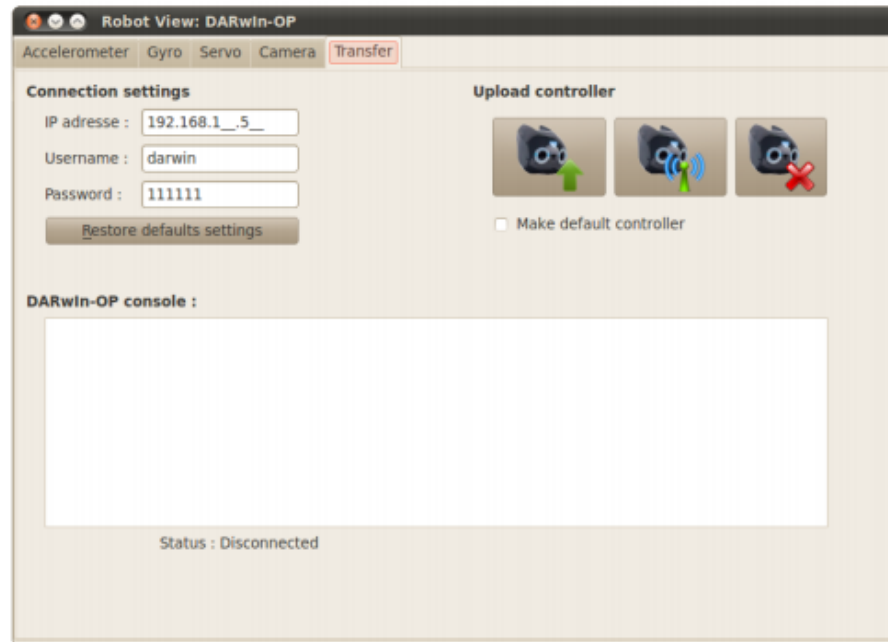 Robot View: DARwIn-OP
Accelerometer Gyro Servo Camera Transfer
Connection settings
IP adresse : 192.168.1__.5__
Username : darwin
Password : 111111
Restore defaults settings
Upload controller
Make default controller
DARwIn-OP console :
Status : Disconnected